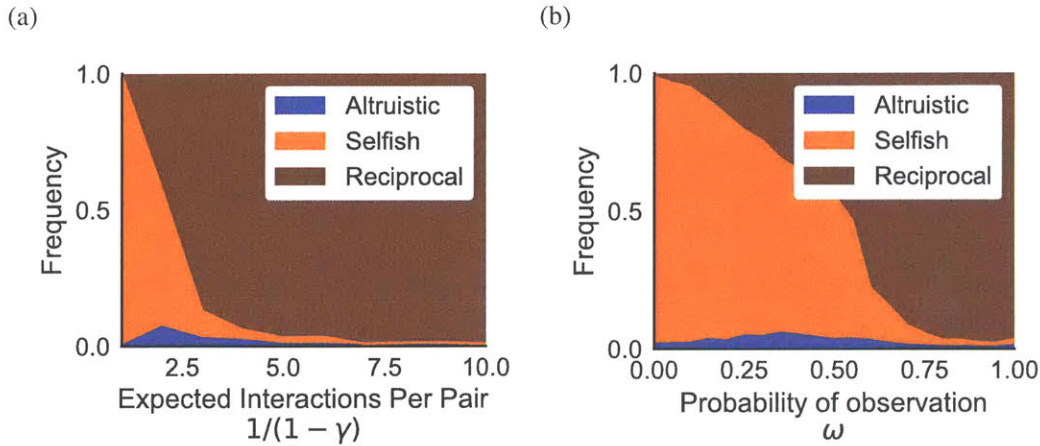 (a)
1.0
0.5
0.0
Frequency
Altruistic
Selfish
Reciprocal
2.5 5.0 7.5 10.0
Expected Interactions Per Pair
1/(1 − γ)
(b)
1.0
0.5
0.0
Frequency
Altruistic
Selfish
Reciprocal
0.00 0.25 0.50 0.75 1.00
Probability of observation
ω